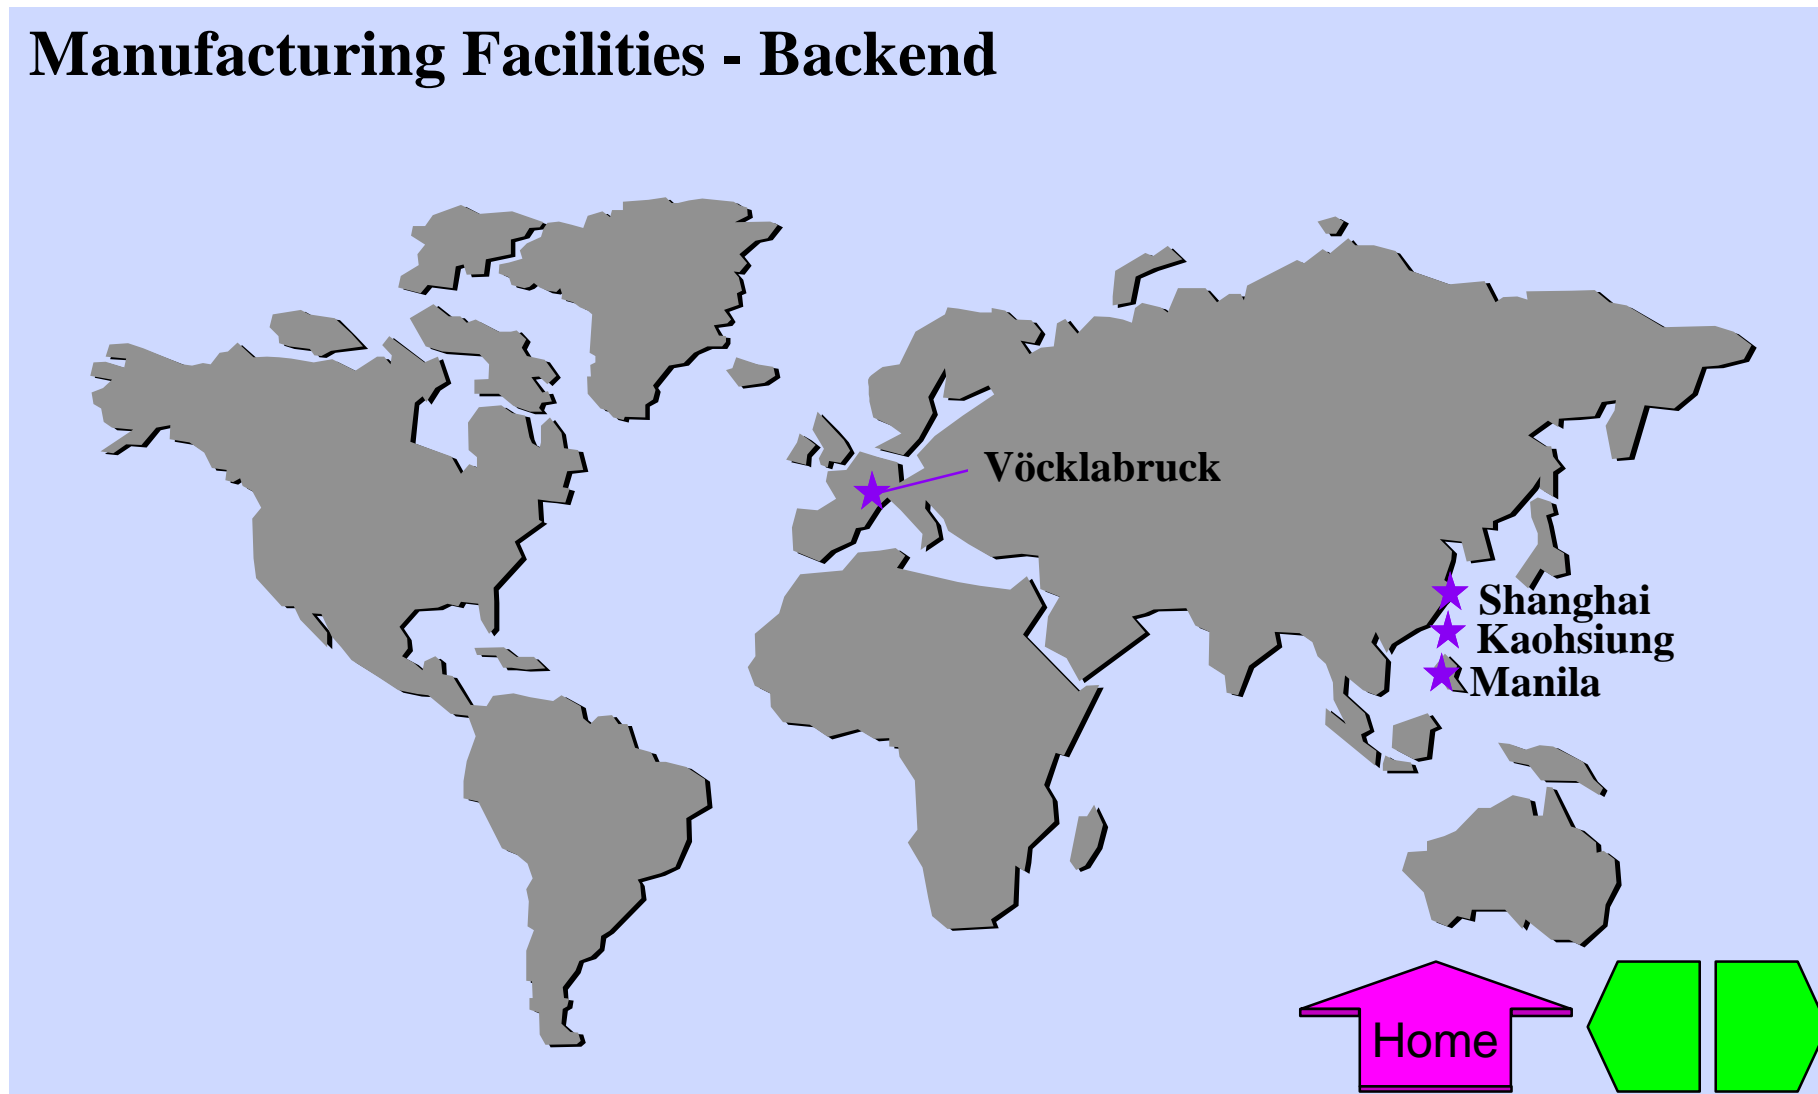 Manufacturing Facilities - Backend
Vöcklabruck
Shanghai
Kaohsiung
Manila
Home